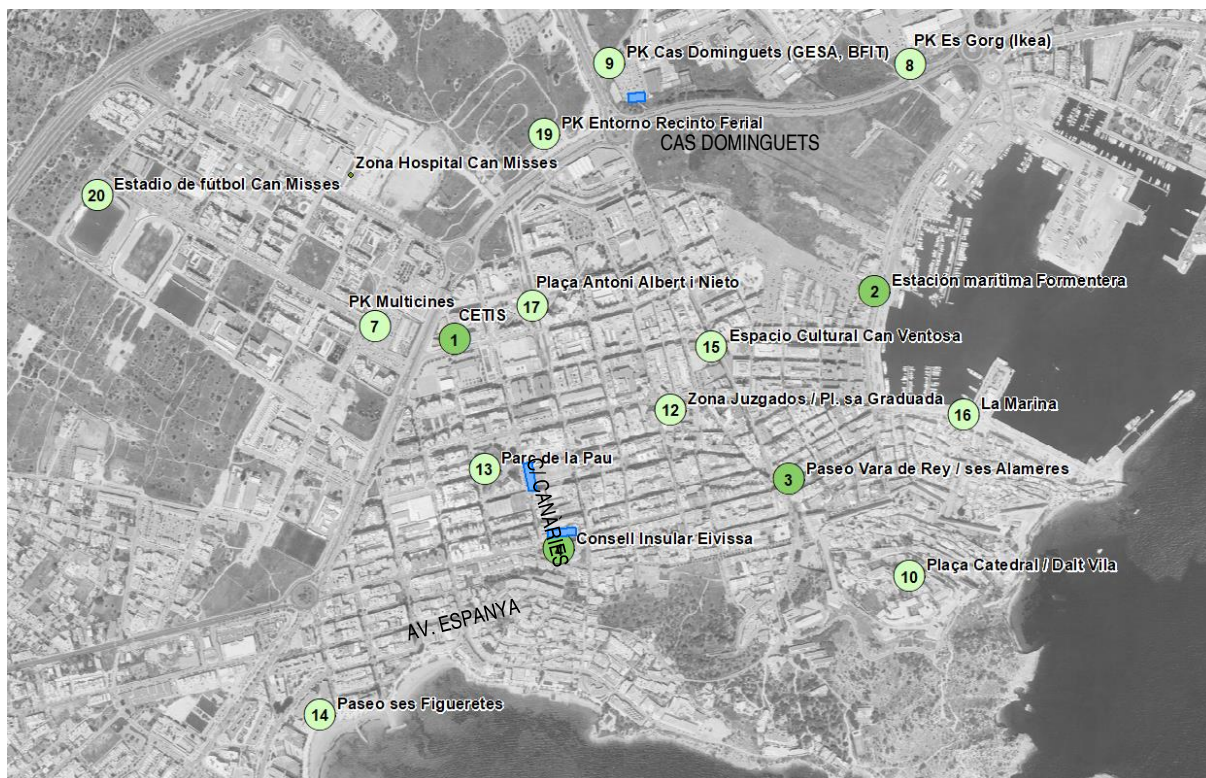 9 PK Cas Dominguets (GESA, BFIT)
PK Es Gorg (Ikea)
8
19 PK Entorno Recinto Ferial
CAS DOMINGUETS
Zona Hospital Can Misses
20 Estadio de fútbol Can Misses
Plaça Antoni Albert i Nieto
17
2 Estación marítima Formentera
PK Multicines
7
CETIS
1
15 Espacio Cultural Can Ventosa
12 Zona Juzgados / Pl. sa Graduada
16 La Marina
13 Parc de la Pau
C/ CANARIES
3 Paseo Vara de Rey / ses Alameres
Consell Insular Eivissa
10 Plaça Catedral / Dalt Vila
AV. ESPANYA
14 Paseo ses Figueretes